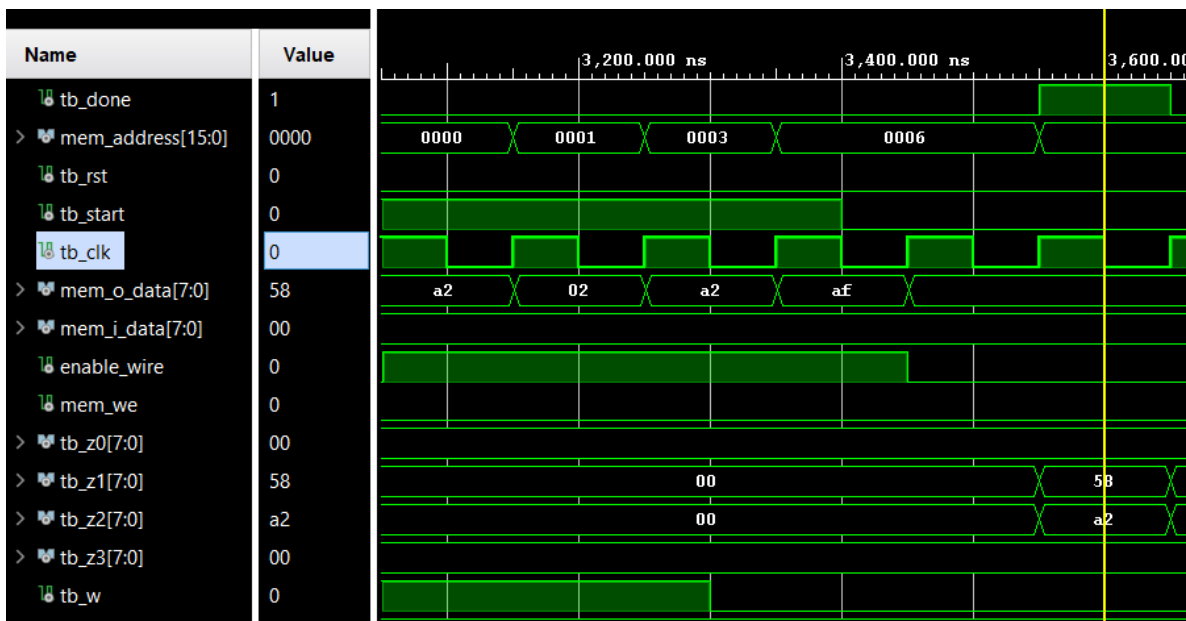 Name Value
3,200.000 ns 3,400.000 ns 3,600.00
tb_done 1
mem_address[15:0] 0000 0000 0001 0003 0006
tb_rst 0
tb_start 0
tb_clk 0
mem_o_data[7:0] 58 a2 02 a2 af
mem_i_data[7:0] 00
enable_wire 0
mem_we 0
tb_z0[7:0] 00
tb_z1[7:0] 58 00 58
tb_z2[7:0] a2 00 a2
tb_z3[7:0] 00
tb_w 0